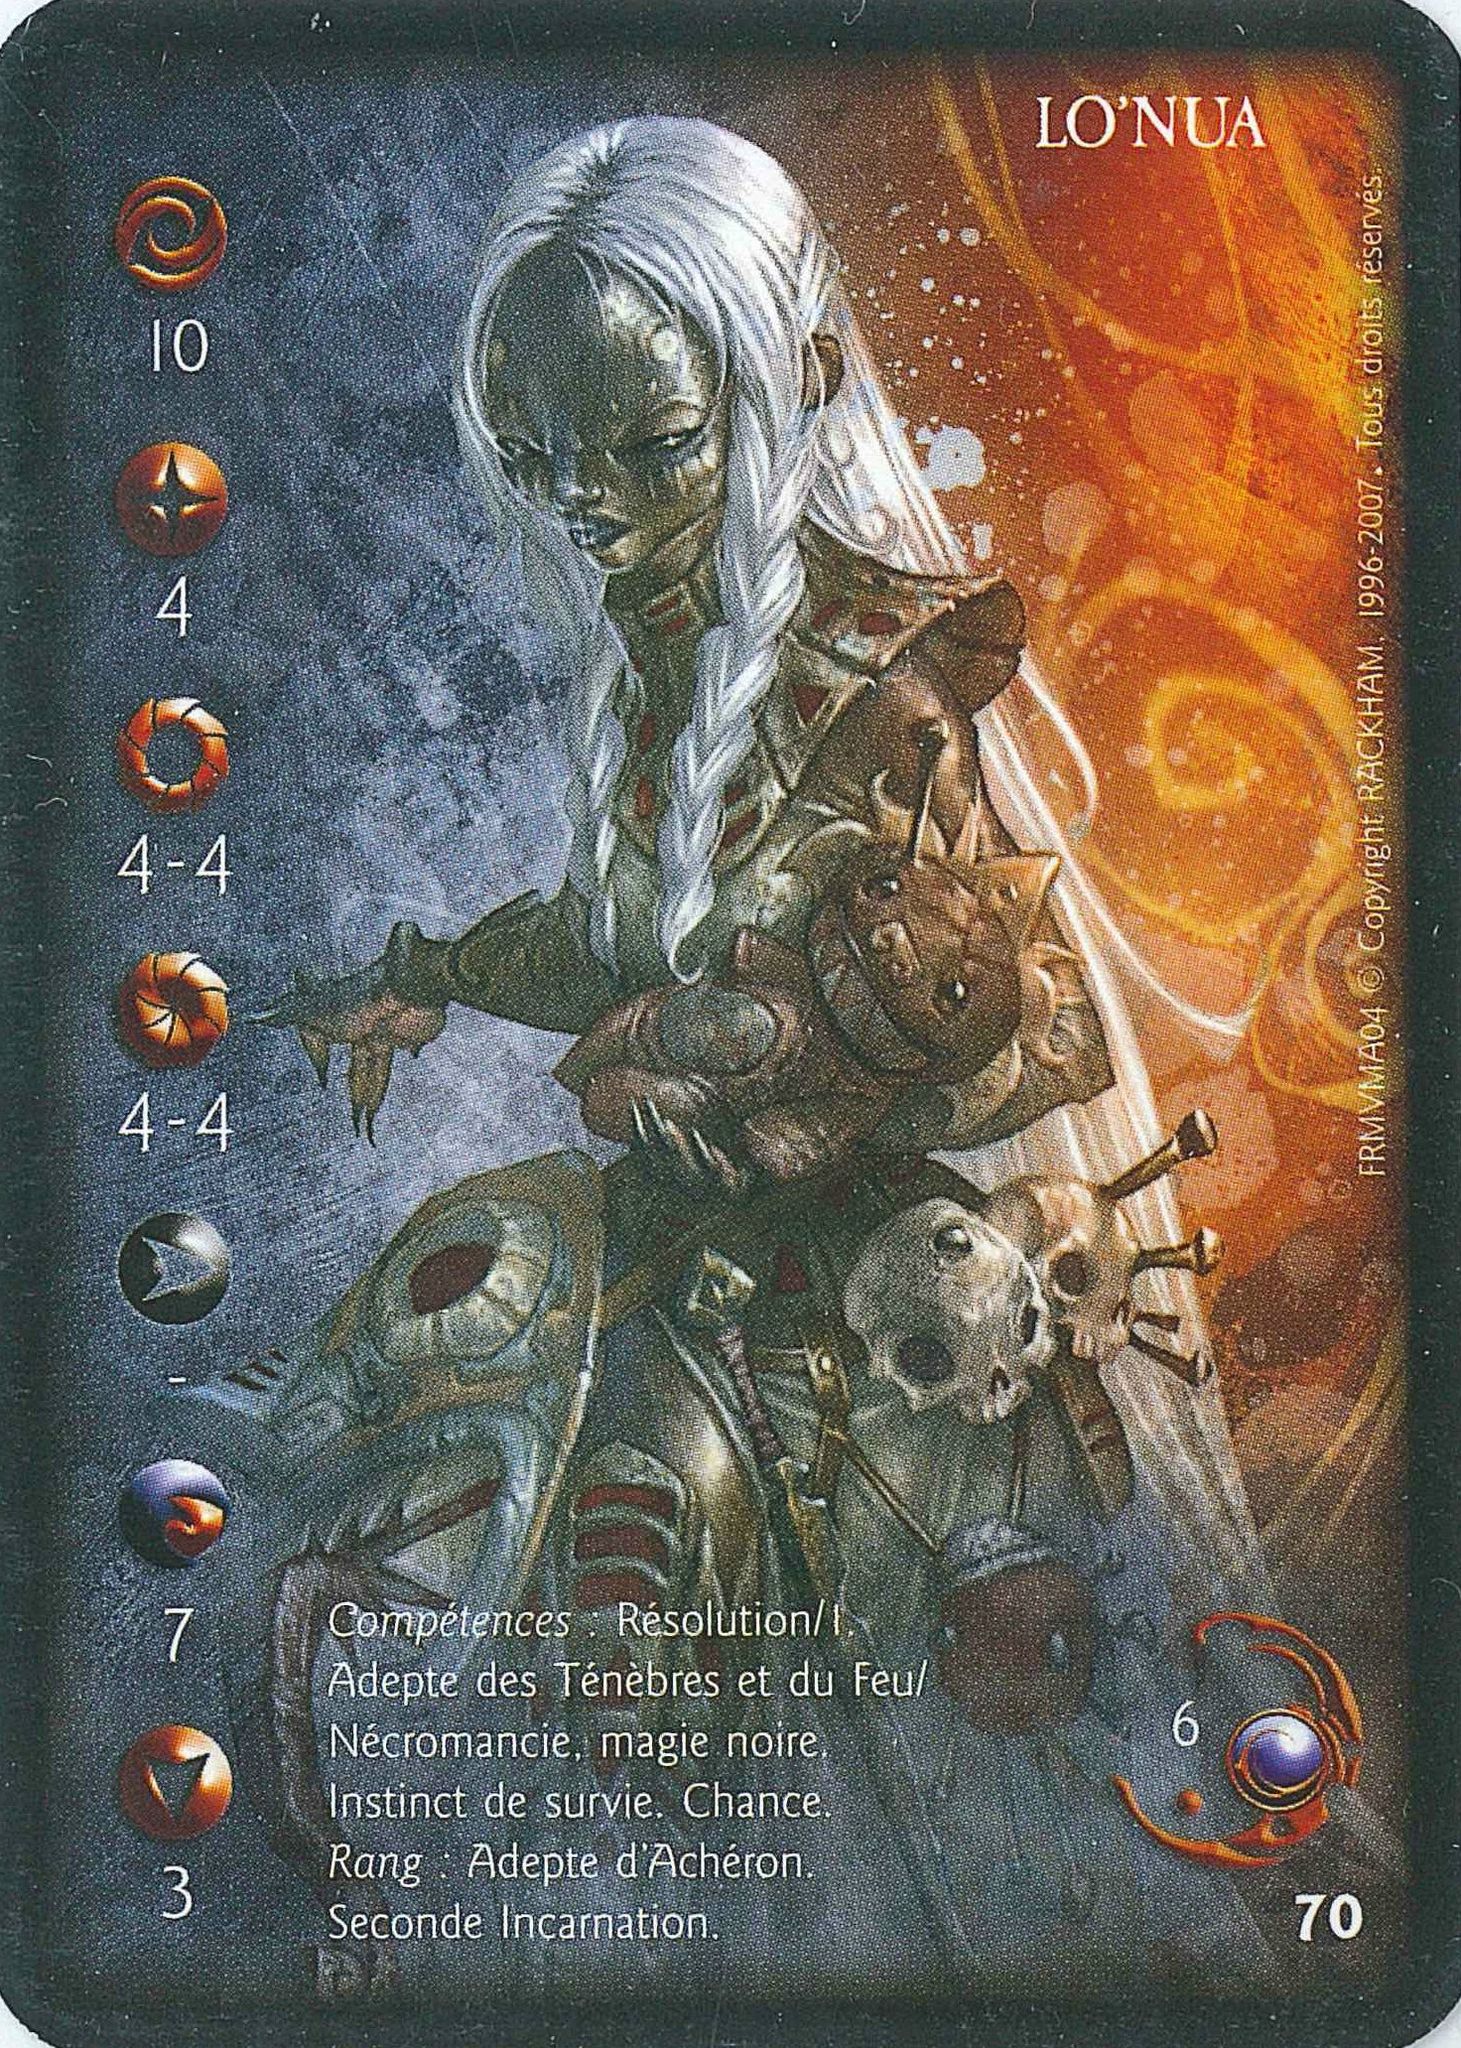 LO'NUA
10
4
4-4
4-4
-
7
3
Compétences : Résolution/1.
Adepte des Ténèbres et du Feu/
Nécromancie, magie noire.
Instinct de survie. Chance.
Rang : Adepte d'Achéron.
Seconde Incarnation.
6
70
FRMVMA04 © Copyright RACKHAM. 1996-2007. Tous droits réservés.